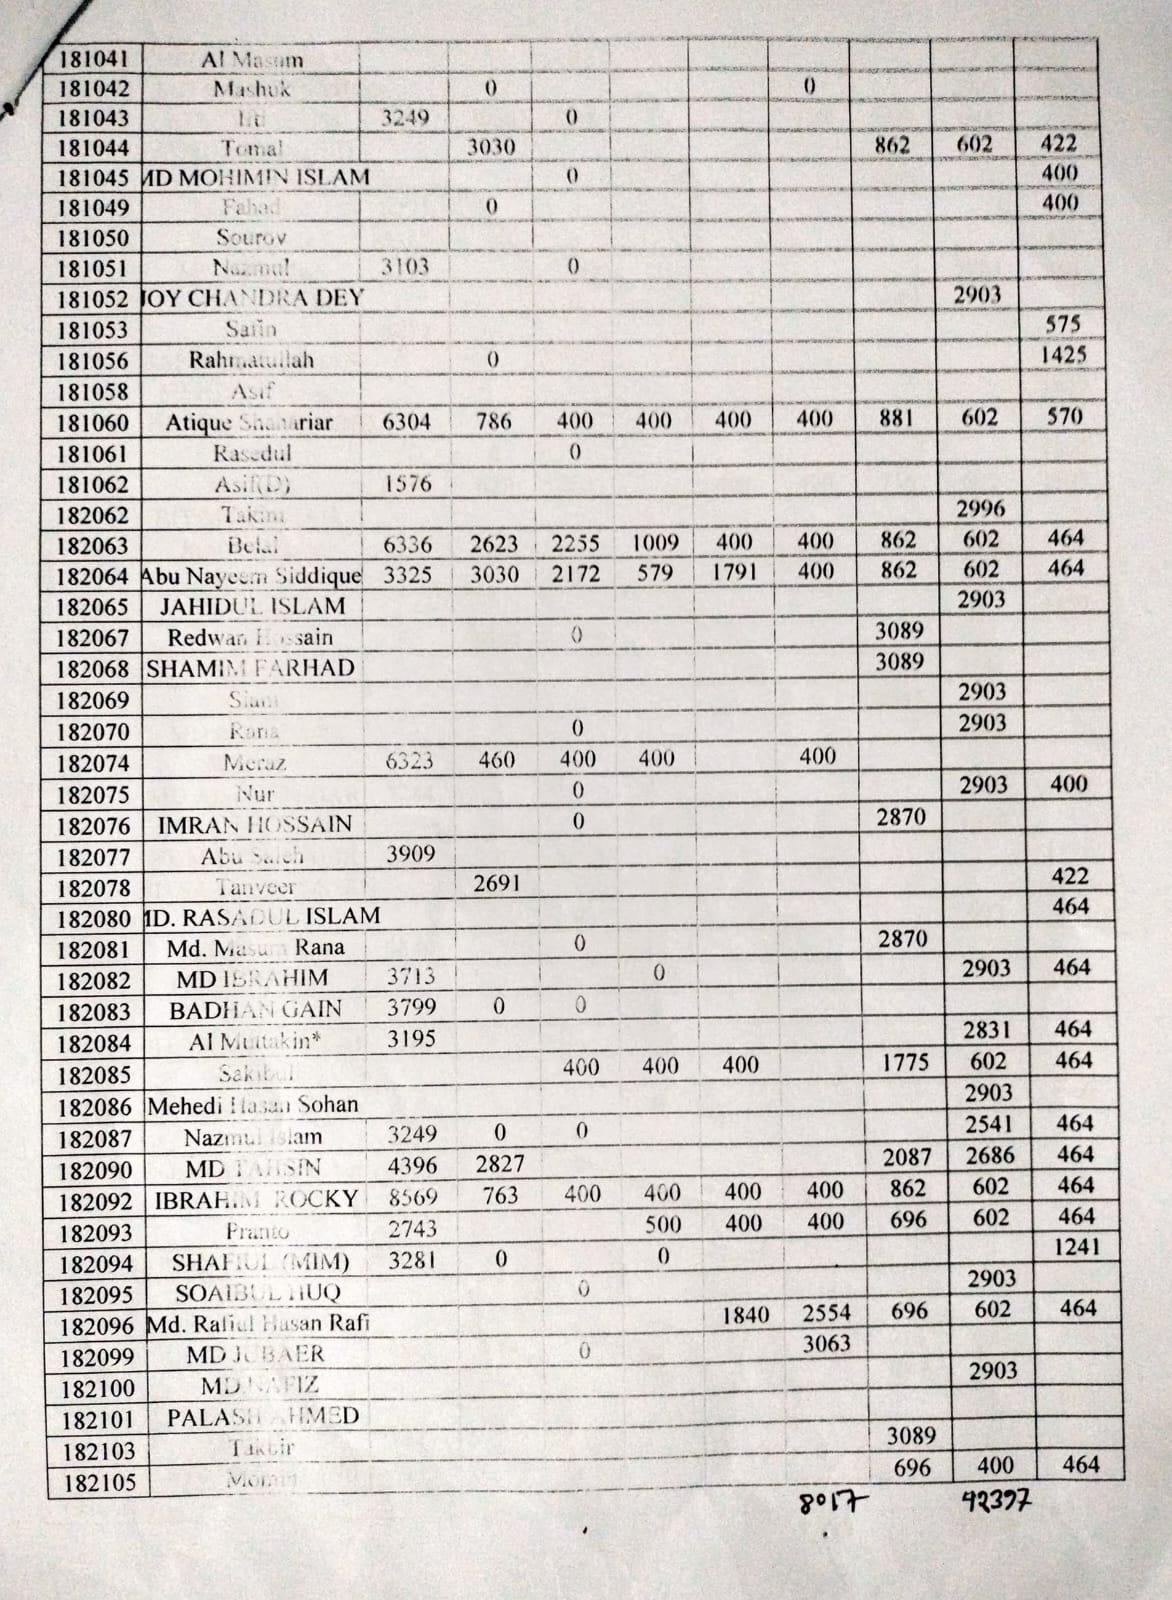 181041 Al Masum
181042 Mashuk 0 0
181043 3249 0
181044 Tomal 3030 862 602 422
181045 MD MOHIMIN ISLAM 0 400
181049 Fahad 0 400
181050 Sourov
181051 Nazmul 3103 0
181052 JOY CHANDRA DEY 2903
181053 575
181056 Rahmatullah 0 1425
181058 Asif
181060 Atique Shahariar 6304 786 400 400 400 400 881 602 570
181061 Rasedul 0
181062 Asif(D) 1576
182062 Takim 2996
182063 Belal 6336 2623 2255 1009 400 400 862 602 464
182064 Abu Nayeem Siddique 3325 3030 2172 579 1791 400 862 602 464
182065 JAHIDUL ISLAM 2903
182067 Redwan Hossain 0 3089
182068 SHAMIM FARHAD 3089
182069 Siam 2903
182070 Rana 0 2903
182074 Meraz 6323 460 400 400 400
182075 Nur 0 2903 400
182076 IMRAN HOSSAIN 0 2870
182077 Abu Saleh 3909
182078 Tanveer 2691 422
182080 MD. RASADUL ISLAM 464
182081 Md. Masum Rana 0 2870
182082 MD IBRAHIM 3713 0 2903 464
182083 BADHAN GAIN 3799 0 0
182084 Al Muttakin* 3195 2831 464
182085 Sakibul 400 400 400 1775 602 464
182086 Mehedi Hasan Sohan 2903
182087 Nazmul Islam 3249 0 0 2541 464
182090 MD TAHSIN 4396 2827 2087 2686 464
182092 IBRAHIM ROCKY 8569 763 400 400 400 400 862 602 464
182093 Pranto 2743 500 400 400 696 602 464
182094 SHAFIUL (MIM) 3281 0 0 1241
182095 SOAIBUL HUQ 0 2903
182096 Md. Rafiul Hasan Rafi 1840 2554 696 602 464
182099 MD JUBAER 0 3063
182100 MD NAFIZ 2903
182101 PALASH AHMED
182103 Takbir 3089
182105 Momin 696 400 464
8017 42397